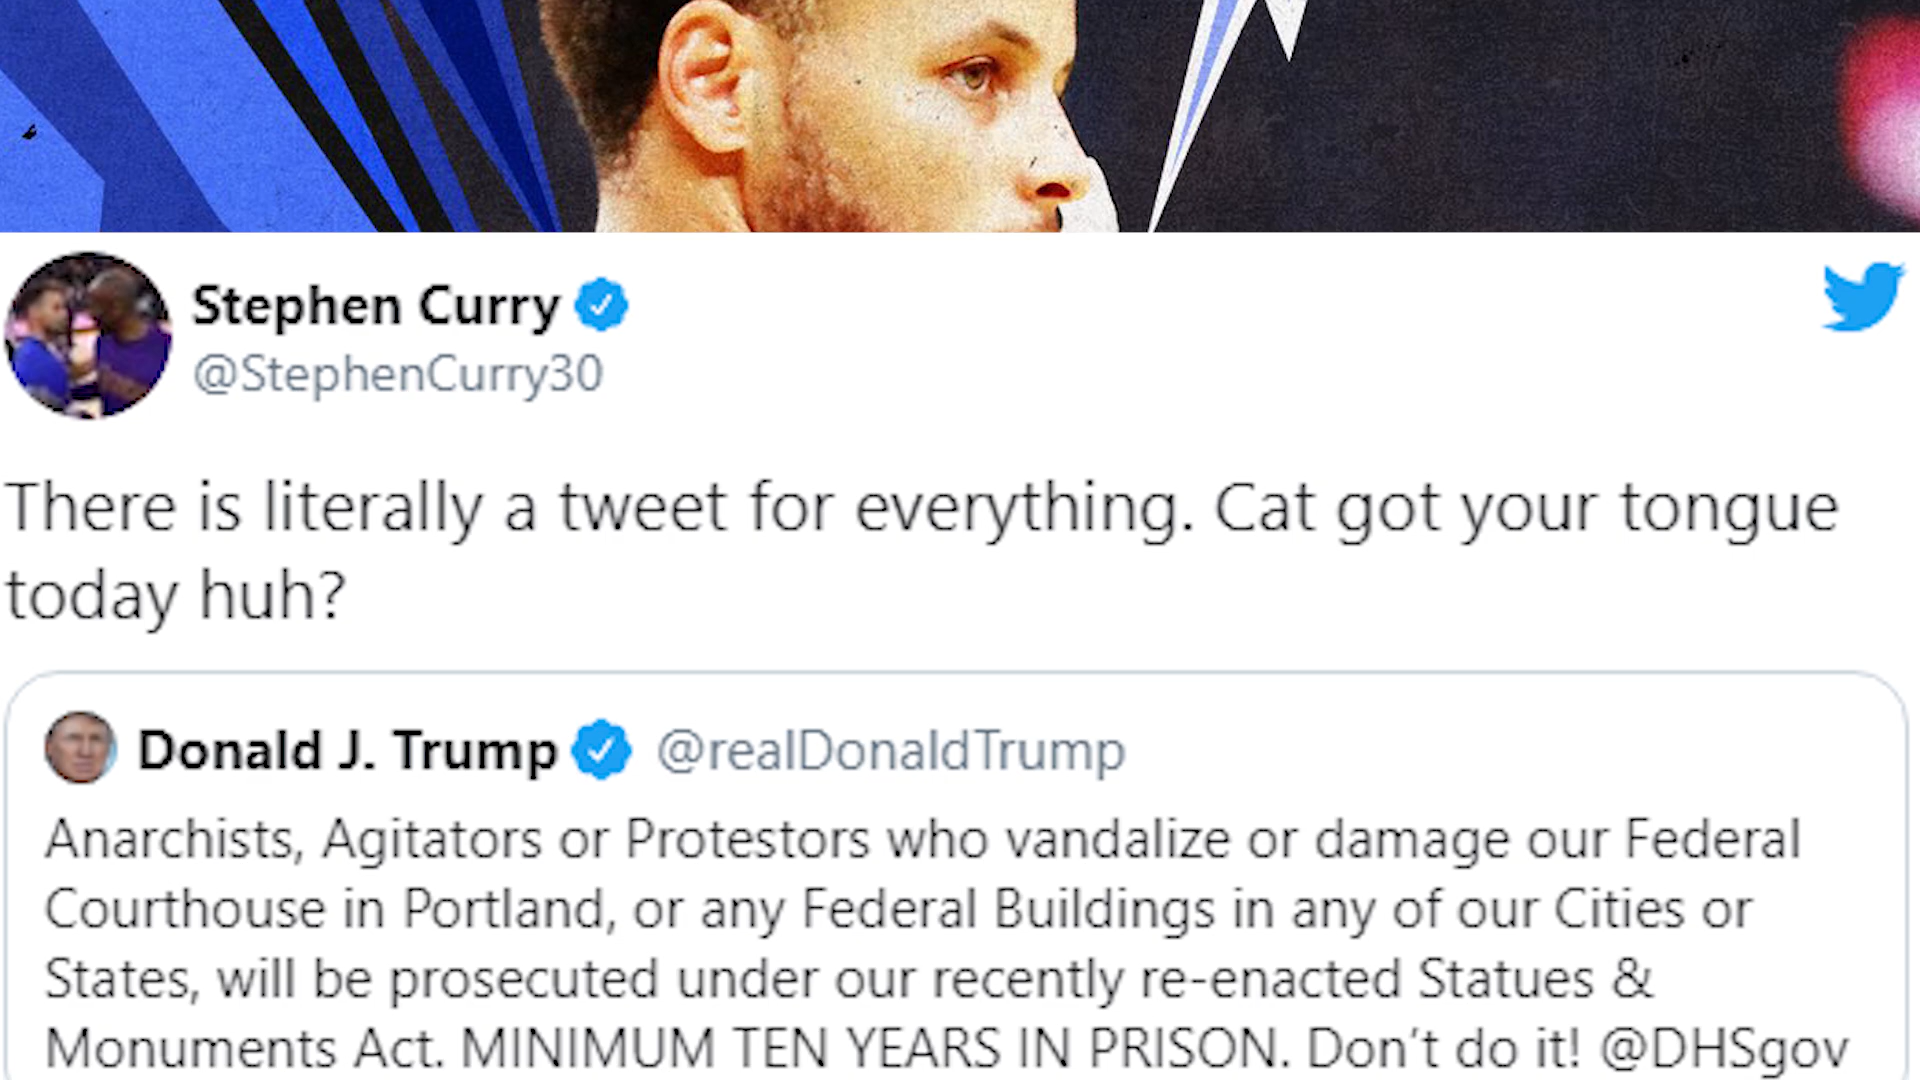 Stephen Curry
@StephenCurry30
There is literally a tweet for everything. Cat got your tongue
today huh?
Donald J. Trump @realDonaldTrump
Anarchists, Agitators or Protestors who vandalize or damage our Federal
Courthouse in Portland, or any Federal Buildings in any of our Cities or
States, will be prosecuted under our recently re-enacted Statues &
Monuments Act. MINIMUM TEN YEARS IN PRISON. Don’t do it! @DHSgov